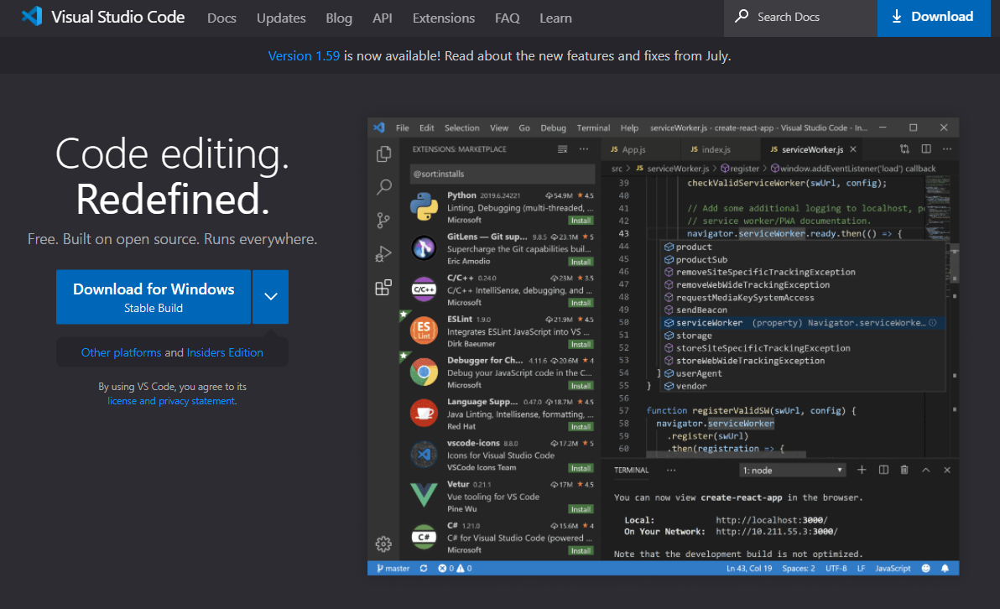 Visual Studio Code Docs Updates Blog API Extensions FAQ Learn Search Docs Download
Version 1.59 is now available! Read about the new features and fixes from July.
Code editing.
Redefined.
Free. Built on open source. Runs everywhere.
Download for Windows
Stable Build
Other platforms and Insiders Edition
By using VS Code, you agree to its
license and privacy statement.
File Edit Selection View Go Debug Terminal Help serviceWorker.js - create-react-app - Visual Studio Code - In...
EXTENSIONS: MARKETPLACE
@sort:installs
Python 2019.6.24221 54.9M ★ 4.5
Linting, Debugging (multi-threaded, ...
Microsoft Install
GitLens — Git sup... 9.8.5 23.1M ★ 5
Supercharge the Git capabilities buil...
Eric Amodio Install
C/C++ 0.24.0 23M ★ 3.5
C/C++ IntelliSense, debugging, and ...
Microsoft Install
ESLint 1.9.0 21.9M ★ 4.5
Integrates ESLint JavaScript into VS ...
Dirk Baeumer Install
Debugger for Ch... 4.11.6 20.6M ★ 4
Debug your JavaScript code in the C...
Microsoft Install
Language Supp... 0.47.0 18.7M ★ 4.5
Java Linting, Intellisense, formatting, ...
Red Hat Install
vscode-icons 8.8.0 17.2M ★ 5
Icons for Visual Studio Code
VSCode Icons Team Install
Vetur 0.21.1 17M ★ 4.5
Vue tooling for VS Code
Pine Wu Install
C# 1.21.0 15.6M ★ 4
C# for Visual Studio Code (powered ...
Microsoft Install
C/C++
ES
Lint
C#
JS App.js JS index.js JS serviceWorker.js
src > JS serviceWorker.js > register > window.addEventListener('load') callback
39 checkValidServiceWorker(swUrl, config);
40
41 // Add some additional logging to localhost, p
42 // service worker/PWA documentation.
43 navigator.serviceWorker.ready.then(() => {
44 product
45 productSub
46 removeSiteSpecificTrackingException
47 removeWebWideTrackingException
48 requestMediaKeySystemAccess
49 sendBeacon
50 serviceWorker (property) Navigator.serviceWorke...
51 storage
52 storeSiteSpecificTrackingException
53 storeWebWideTrackingException
54 ] userAgent
55 } vendor
56
57 function registerValidSW(swUrl, config) {
58 navigator.serviceWorker
59 .register(swUrl)
60 .then(registration => {
TERMINAL ... 1: node
You can now view create-react-app in the browser.
Local: http://localhost:3000/
On Your Network: http://10.211.55.3:3000/
Note that the development build is not optimized.
master 0 0 Ln 43, Col 19 Spaces: 2 UTF-8 LF JavaScript